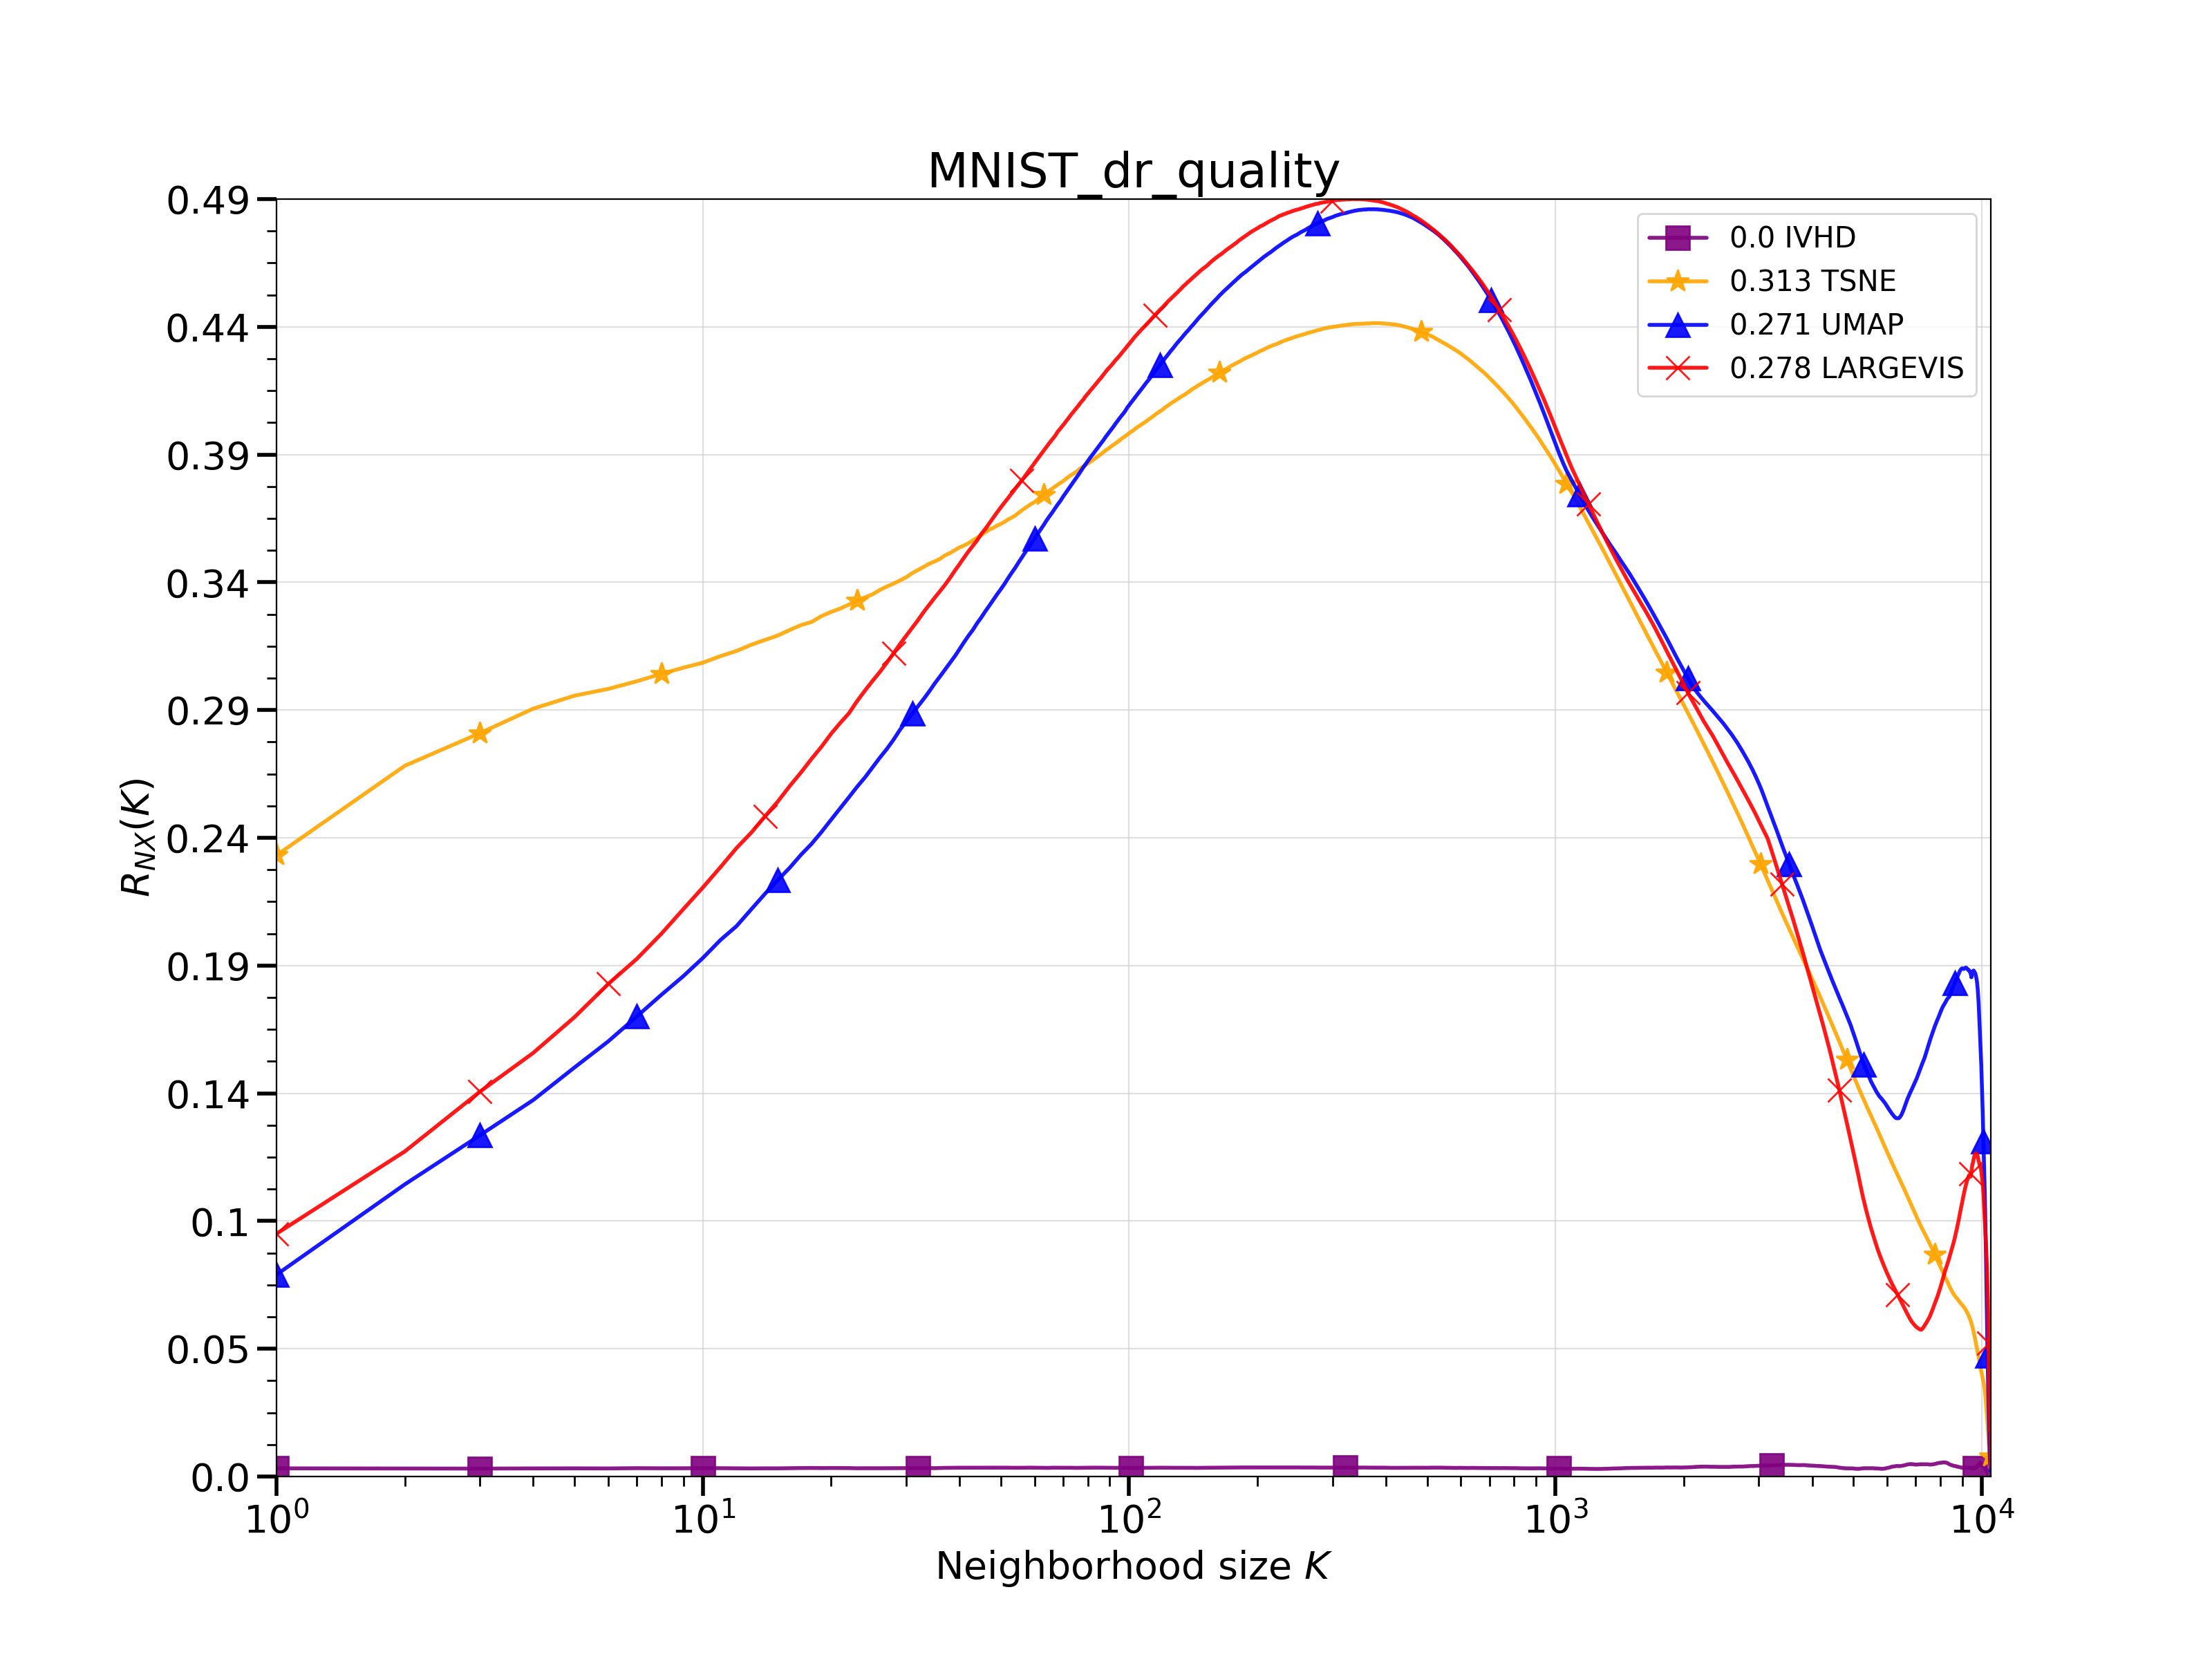 MNIST_dr_quality
0.49
0.44
0.39
0.34
0.29
0.24
0.19
0.14
0.1
0.05
0.0
R_NX(K)
0.0 IVHD
0.313 TSNE
0.271 UMAP
0.278 LARGEVIS
10^0
10^1
10^2
10^3
10^4
Neighborhood size K